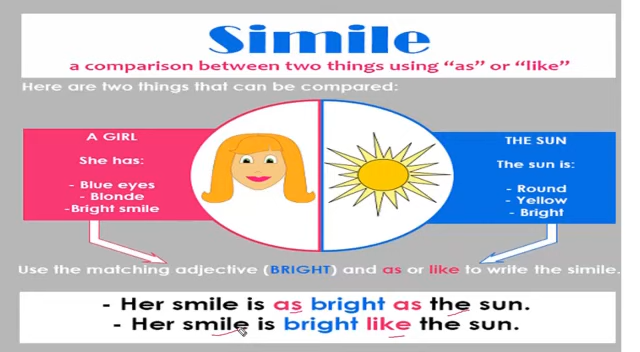 Simile
a comparison between two things using “as” or “like”
Here are two things that can be compared:
A GIRL
She has:
- Blue eyes
- Blonde
-Bright smile
THE SUN
The sun is:
- Round
- Yellow
- Bright
Use the matching adjective (BRIGHT) and as or like to write the simile.
- Her smile is as bright as the sun.
- Her smile is bright like the sun.